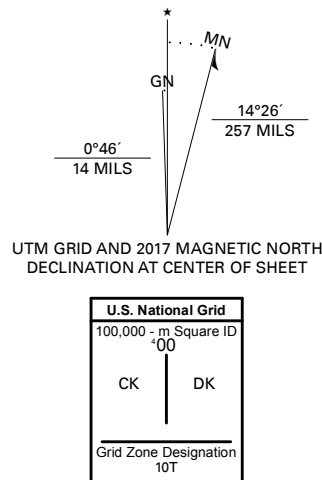 ★
MN
GN
14°26´
257 MILS
0°46´
14 MILS
UTM GRID AND 2017 MAGNETIC NORTH
DECLINATION AT CENTER OF SHEET
U.S. National Grid
100,000 - m Square ID
⁴00
CK DK
Grid Zone Designation
10T